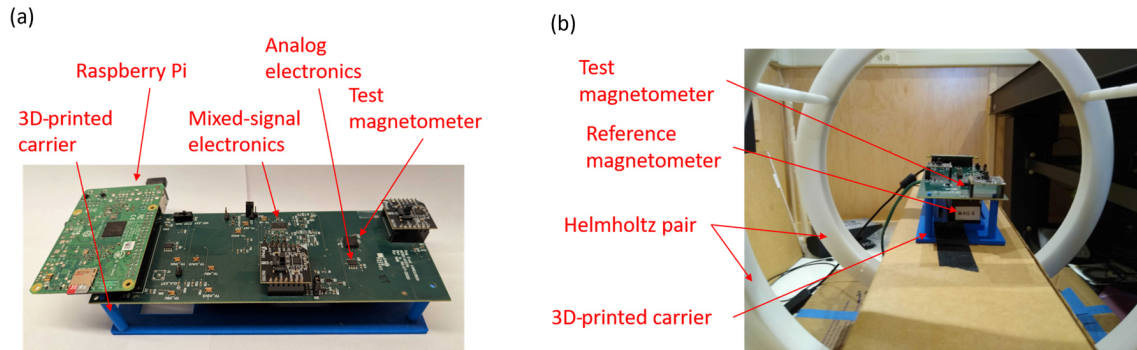 (a)
Raspberry Pi
3D-printed
carrier
Mixed-signal
electronics
Analog
electronics
Test
magnetometer
(b)
Test
magnetometer
Reference
magnetometer
Helmholtz pair
3D-printed carrier